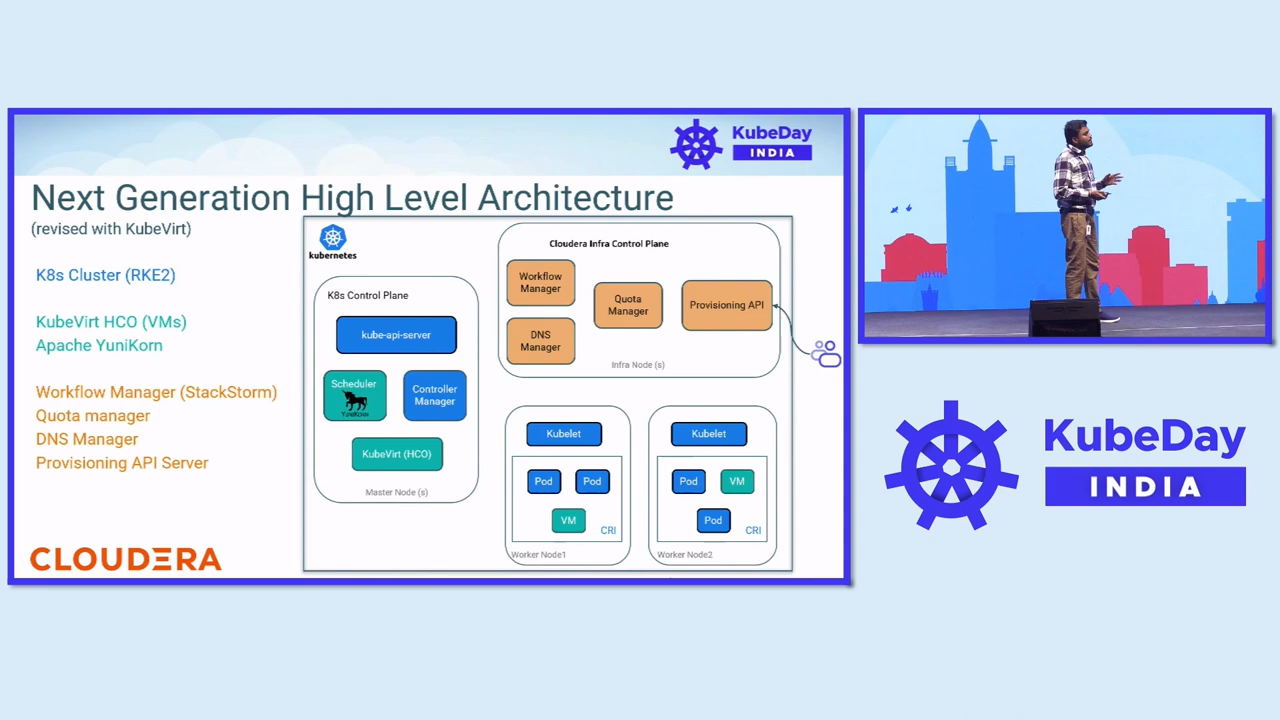 KubeDay
INDIA
Next Generation High Level Architecture
(revised with KubeVirt)
K8s Cluster (RKE2)
KubeVirt HCO (VMs)
Apache YuniKorn
Workflow Manager (StackStorm)
Quota manager
DNS Manager
Provisioning API Server
CLOUDERA
kubernetes
K8s Control Plane
kube-api-server
Scheduler
YUNIKORN
Controller
Manager
KubeVirt (HCO)
Master Node (s)
Cloudera Infra Control Plane
Workflow
Manager
Quota
Manager
Provisioning API
DNS
Manager
Infra Node (s)
Kubelet
Pod
Pod
VM
CRI
Worker Node1
Kubelet
Pod
VM
Pod
CRI
Worker Node2
KubeDay
INDIA